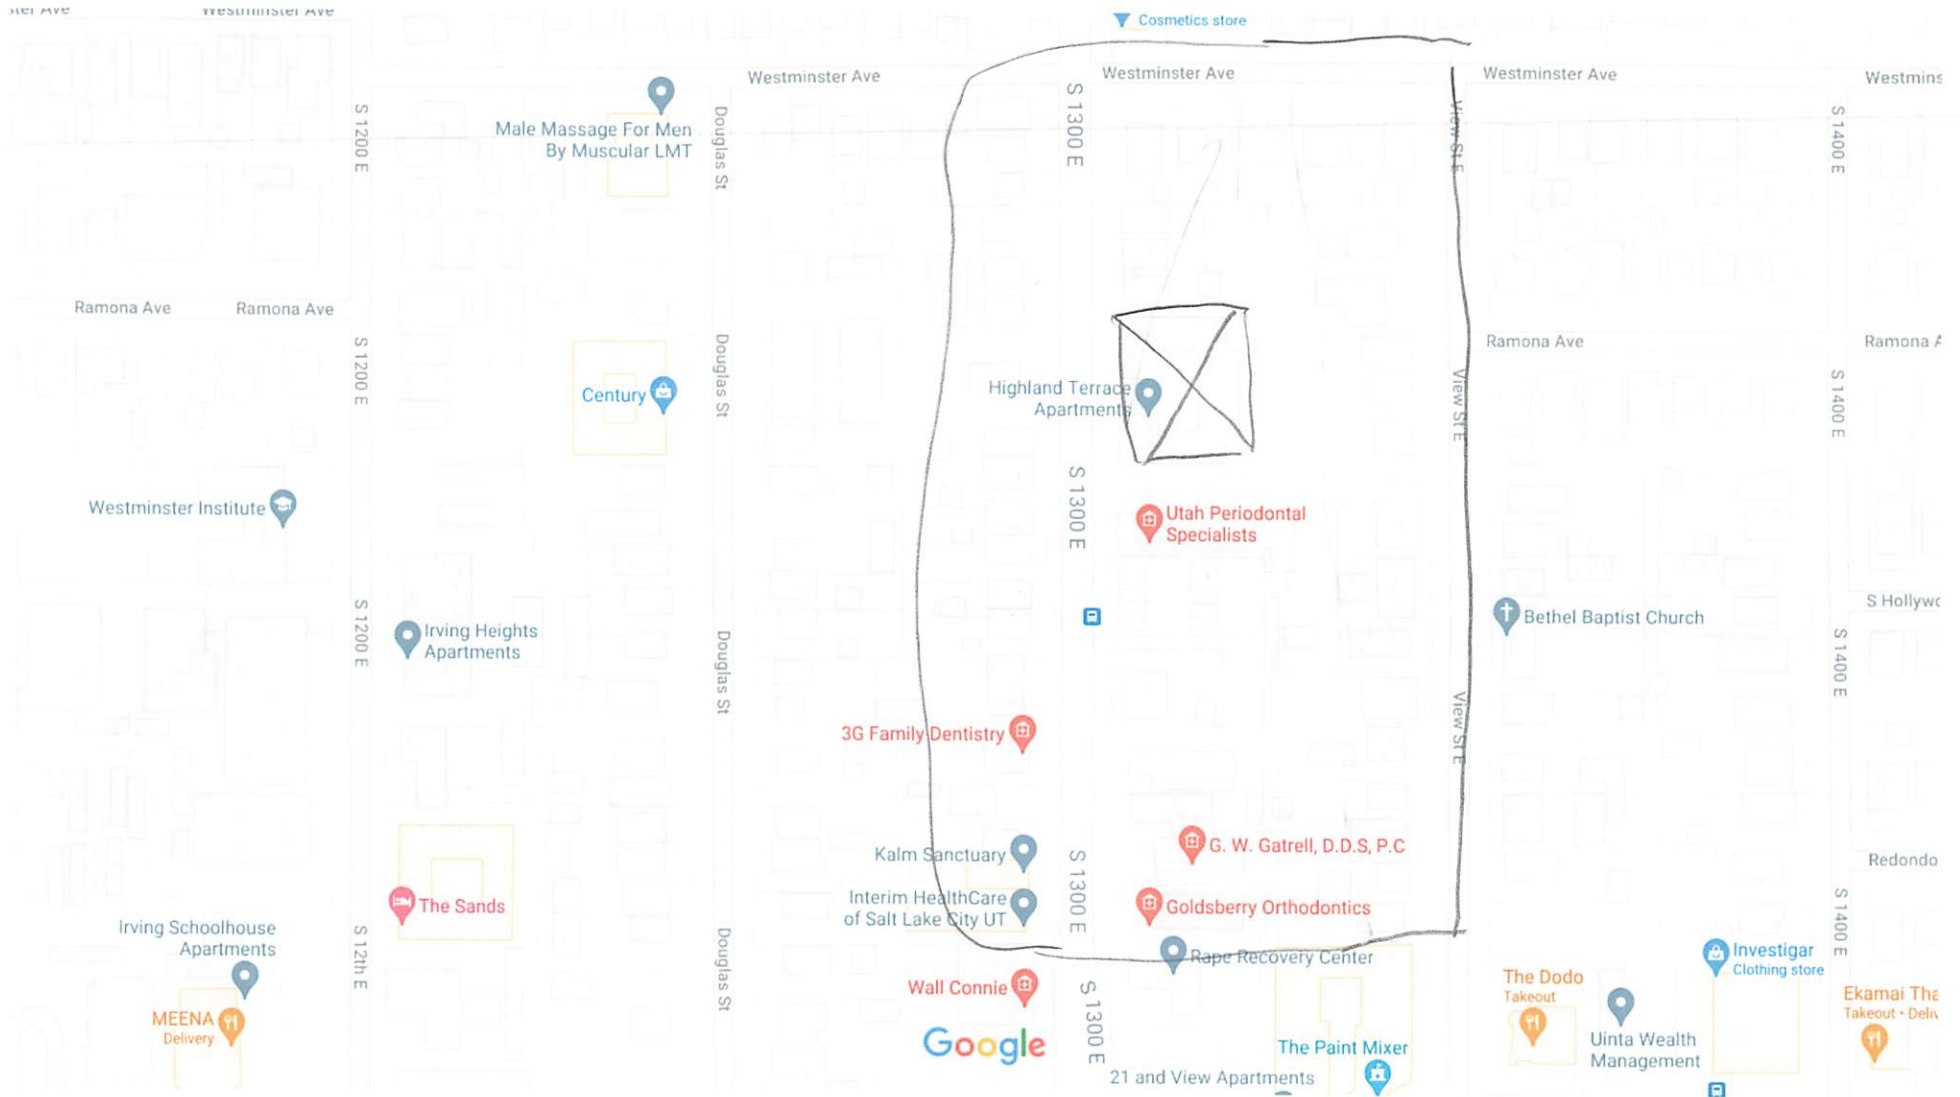 Westminster Ave
Cosmetics store
Westminster Ave
Westminster Ave
Westminster Ave
S 1200 E
Male Massage For Men
By Muscular LMT
Douglas St
S 1300 E
View St E
S 1400 E
Ramona Ave
Ramona Ave
S 1200 E
Century
Douglas St
Highland Terrace
Apartments
View St E
Ramona Ave
Ramona
S 1400 E
Westminster Institute
S 1300 E
Utah Periodontal
Specialists
S 1200 E
Irving Heights
Apartments
Douglas St
Bethel Baptist Church
S 1400 E
3G Family Dentistry
View St E
Kalm Sanctuary
Interim HealthCare
of Salt Lake City UT
S 1300 E
G. W. Gatrell, D.D.S, P.C
Goldsberry Orthodontics
Redondo
S 1400 E
The Sands
Irving Schoolhouse
Apartments
S 12th E
Douglas St
Rape Recovery Center
Investigar
Clothing store
Wall Connie
S 1300 E
MEENA
Delivery
Google
The Paint Mixer
21 and View Apartments
The Dodo
Takeout
Uinta Wealth
Management
Ekamai
Takeout